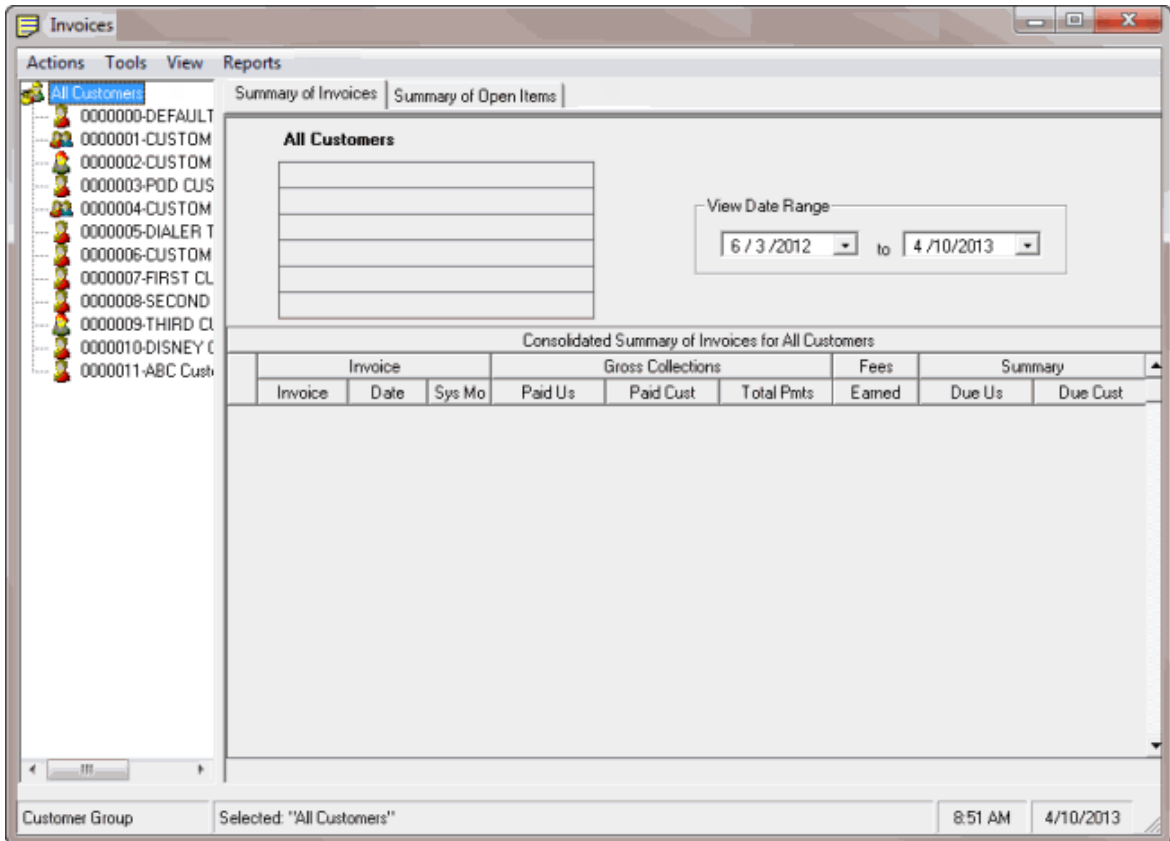 Invoices
Actions Tools View Reports
All Customers
0000000-DEFAULT
0000001-CUSTOM
0000002-CUSTOM
0000003-POD CUS
0000004-CUSTOM
0000005-DIALER T
0000006-CUSTOM
0000007-FIRST CL
0000008-SECOND
0000009-THIRD CL
0000010-DISNEY C
0000011-ABC Cust
Summary of Invoices Summary of Open Items
All Customers
View Date Range
6 / 3 /2012 to 4 /10/2013
Consolidated Summary of Invoices for All Customers
Invoice Gross Collections Fees Summary
Invoice Date Sys Mo Paid Us Paid Cust Total Pmts Earned Due Us Due Cust
Customer Group Selected: "All Customers" 8:51 AM 4/10/2013